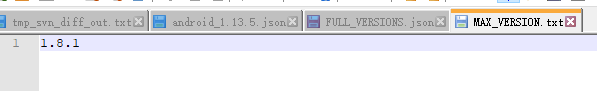 tmp_svn_diff_out.txt android_1.13.5.json FULL_VERSIONS.json MAX_VERSION.txt
1 1.8.1